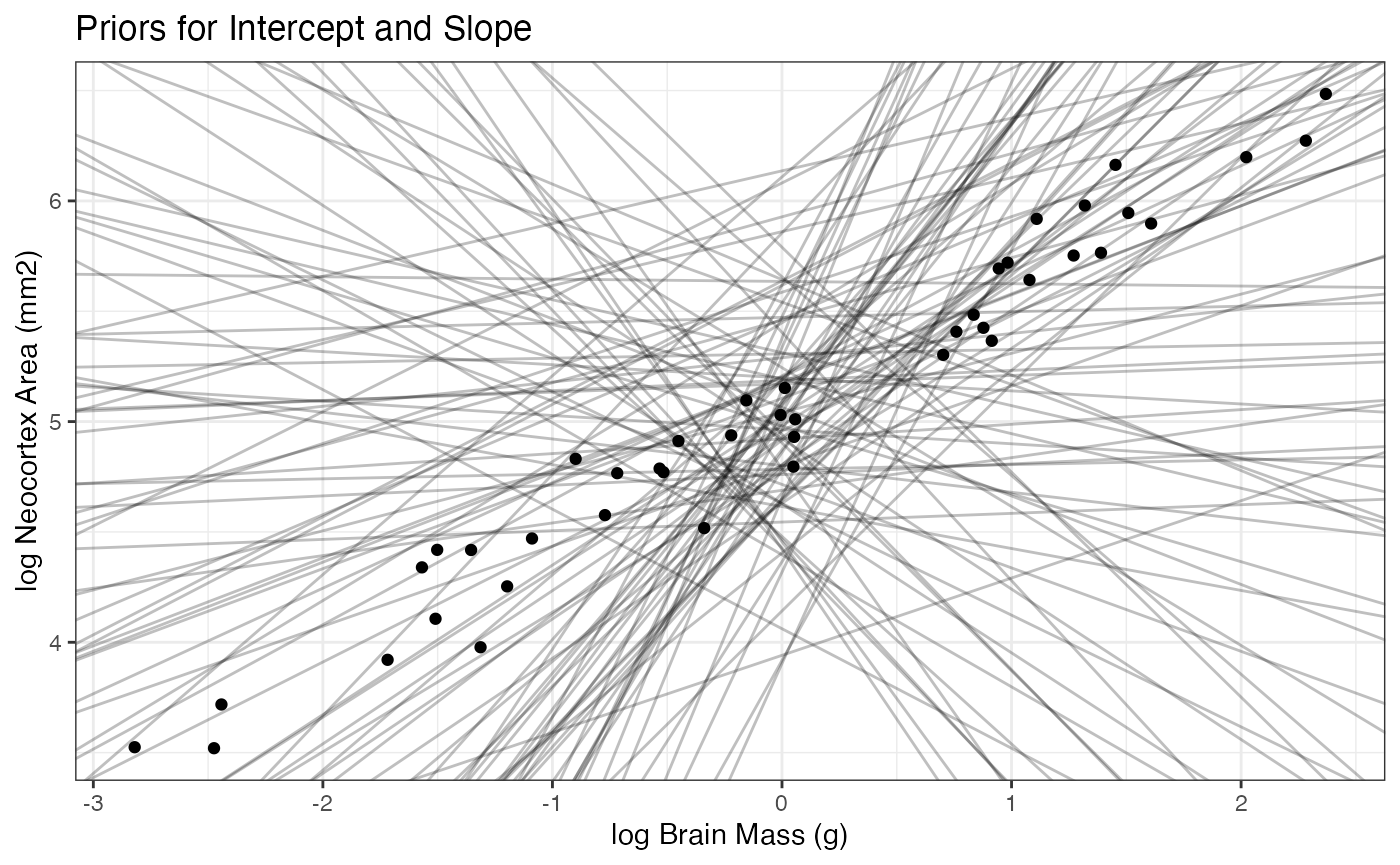 Priors for Intercept and Slope
log Neocortex Area (mm2)
6
5
4
-3 -2 -1 0 1 2
log Brain Mass (g)